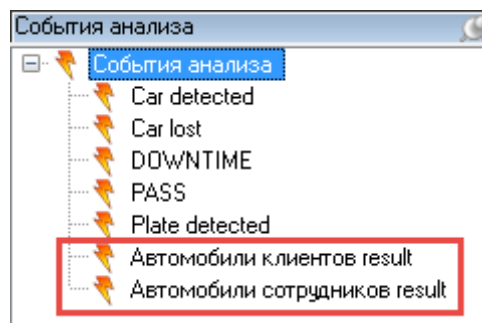 События анализа
События анализа
Car detected
Car lost
DOWNTIME
PASS
Plate detected
Автомобили клиентов result
Автомобили сотрудников result